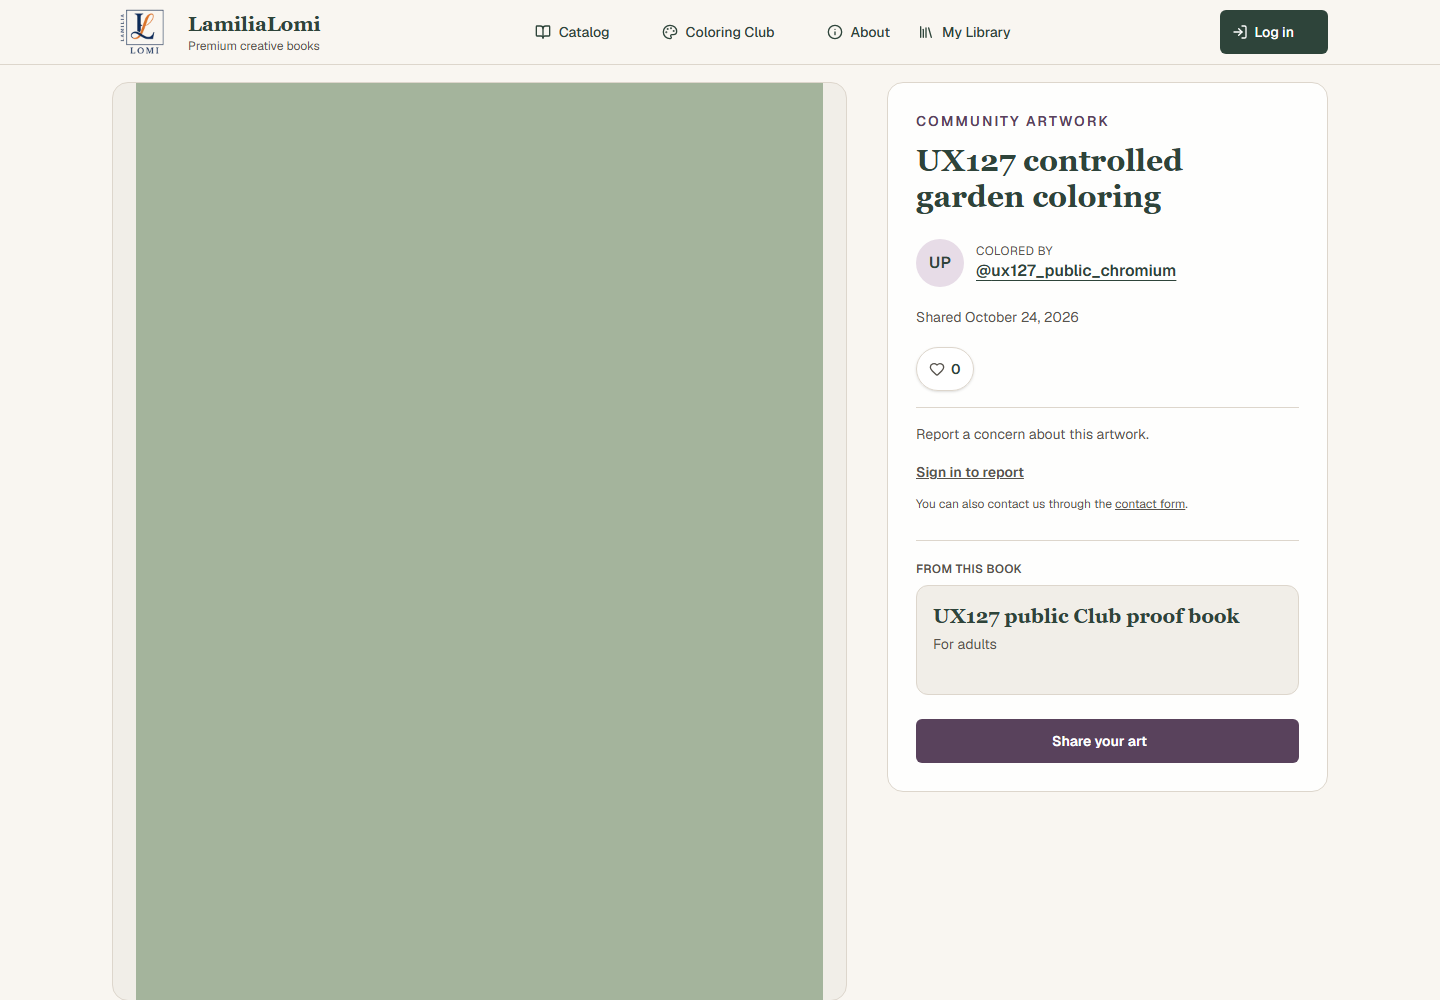 LAMILIA
LOMI
LamiliaLomi
Premium creative books
Catalog
Coloring Club
About
My Library
Log in
COMMUNITY ARTWORK
UX127 controlled
garden coloring
UP
COLORED BY
@ux127_public_chromium
Shared October 24, 2026
0
Report a concern about this artwork.
Sign in to report
You can also contact us through the contact form.
FROM THIS BOOK
UX127 public Club proof book
For adults
Share your art